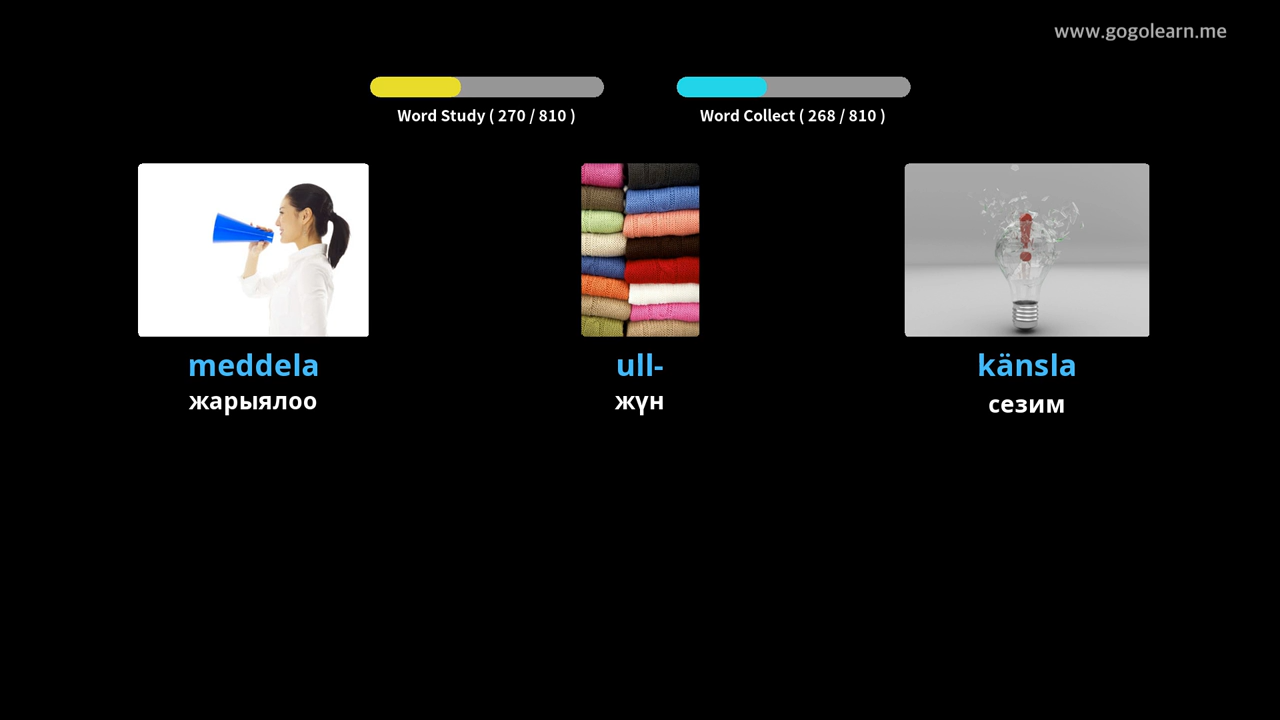 www.gogolearn.me
Word Study ( 270 / 810 )
Word Collect ( 268 / 810 )
meddela
жарыялоо
ull-
жүн
känsla
сезим